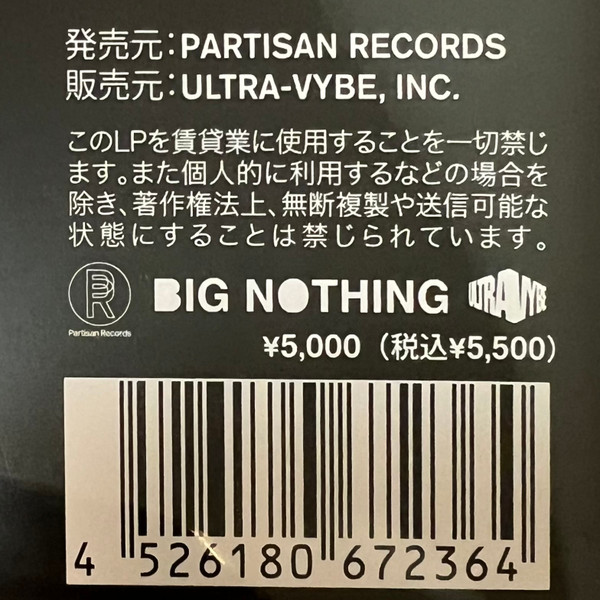 発売元:PARTISAN RECORDS
販売元:ULTRA-VYBE, INC.
このLPを賃貸業に使用することを一切禁じ
ます。また個人的に利用するなどの場合を
除き、著作権法上、無断複製や送信可能な
状態にすることは禁じられています。
PR
Partisan Records
BIG NOTHING
ULTRA-VYBE
¥5,000（税込¥5,500）
4 526180 672364